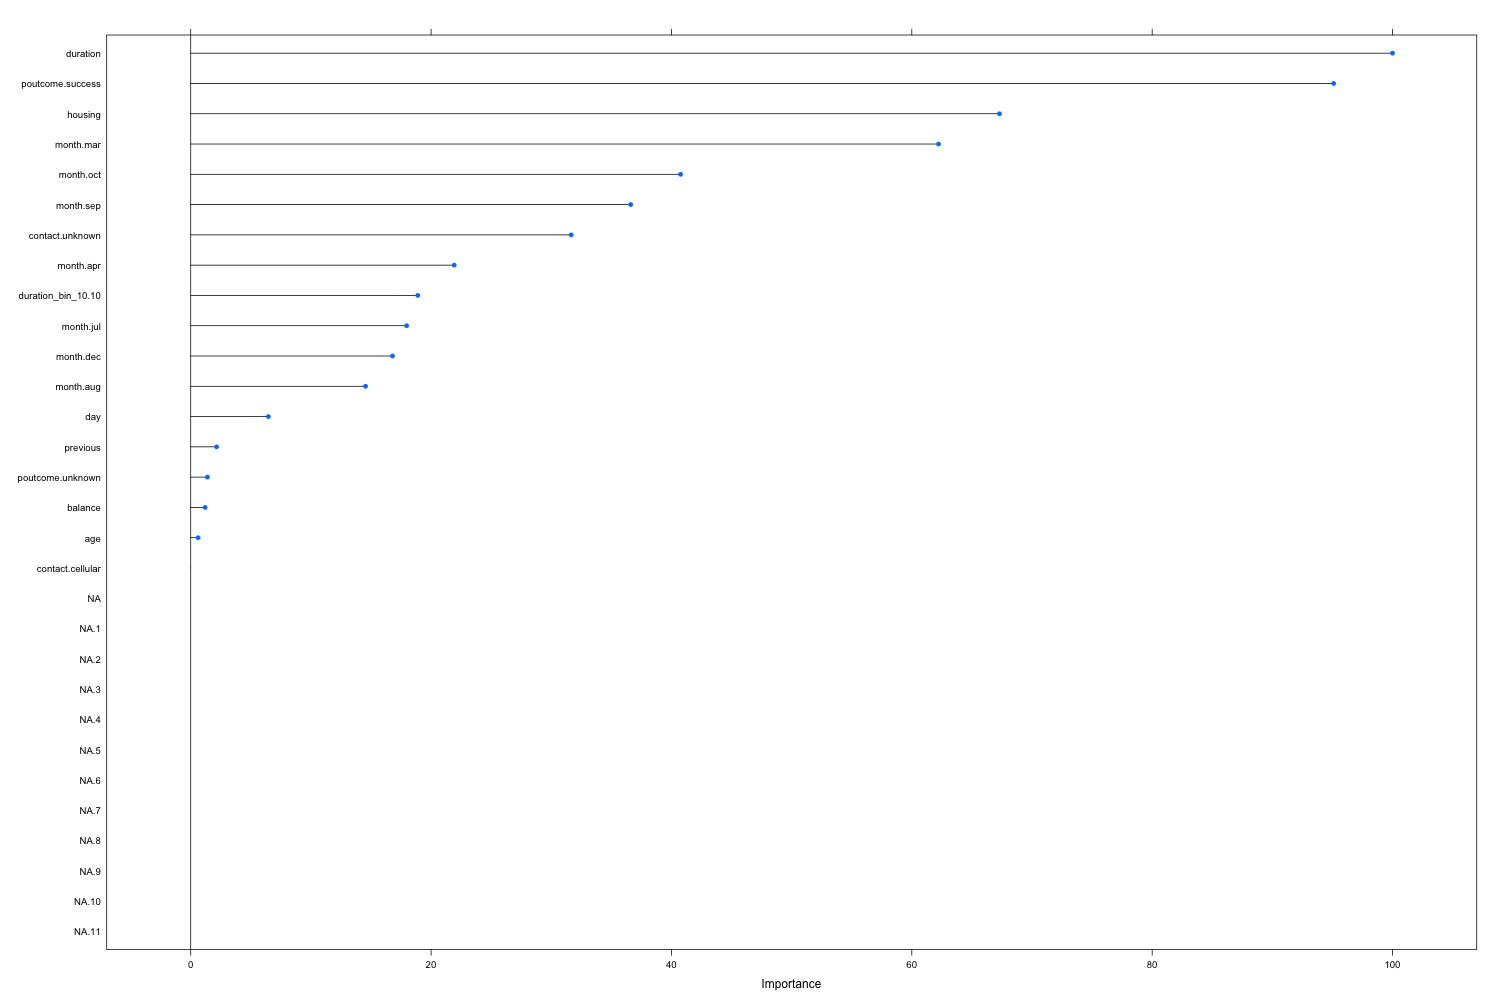 duration
poutcome.success
housing
month.mar
month.oct
month.sep
contact.unknown
month.apr
duration_bin_10.10
month.jul
month.dec
month.aug
day
previous
poutcome.unknown
balance
age
contact.cellular
NA
NA.1
NA.2
NA.3
NA.4
NA.5
NA.6
NA.7
NA.8
NA.9
NA.10
NA.11
0 20 40 60 80 100
Importance